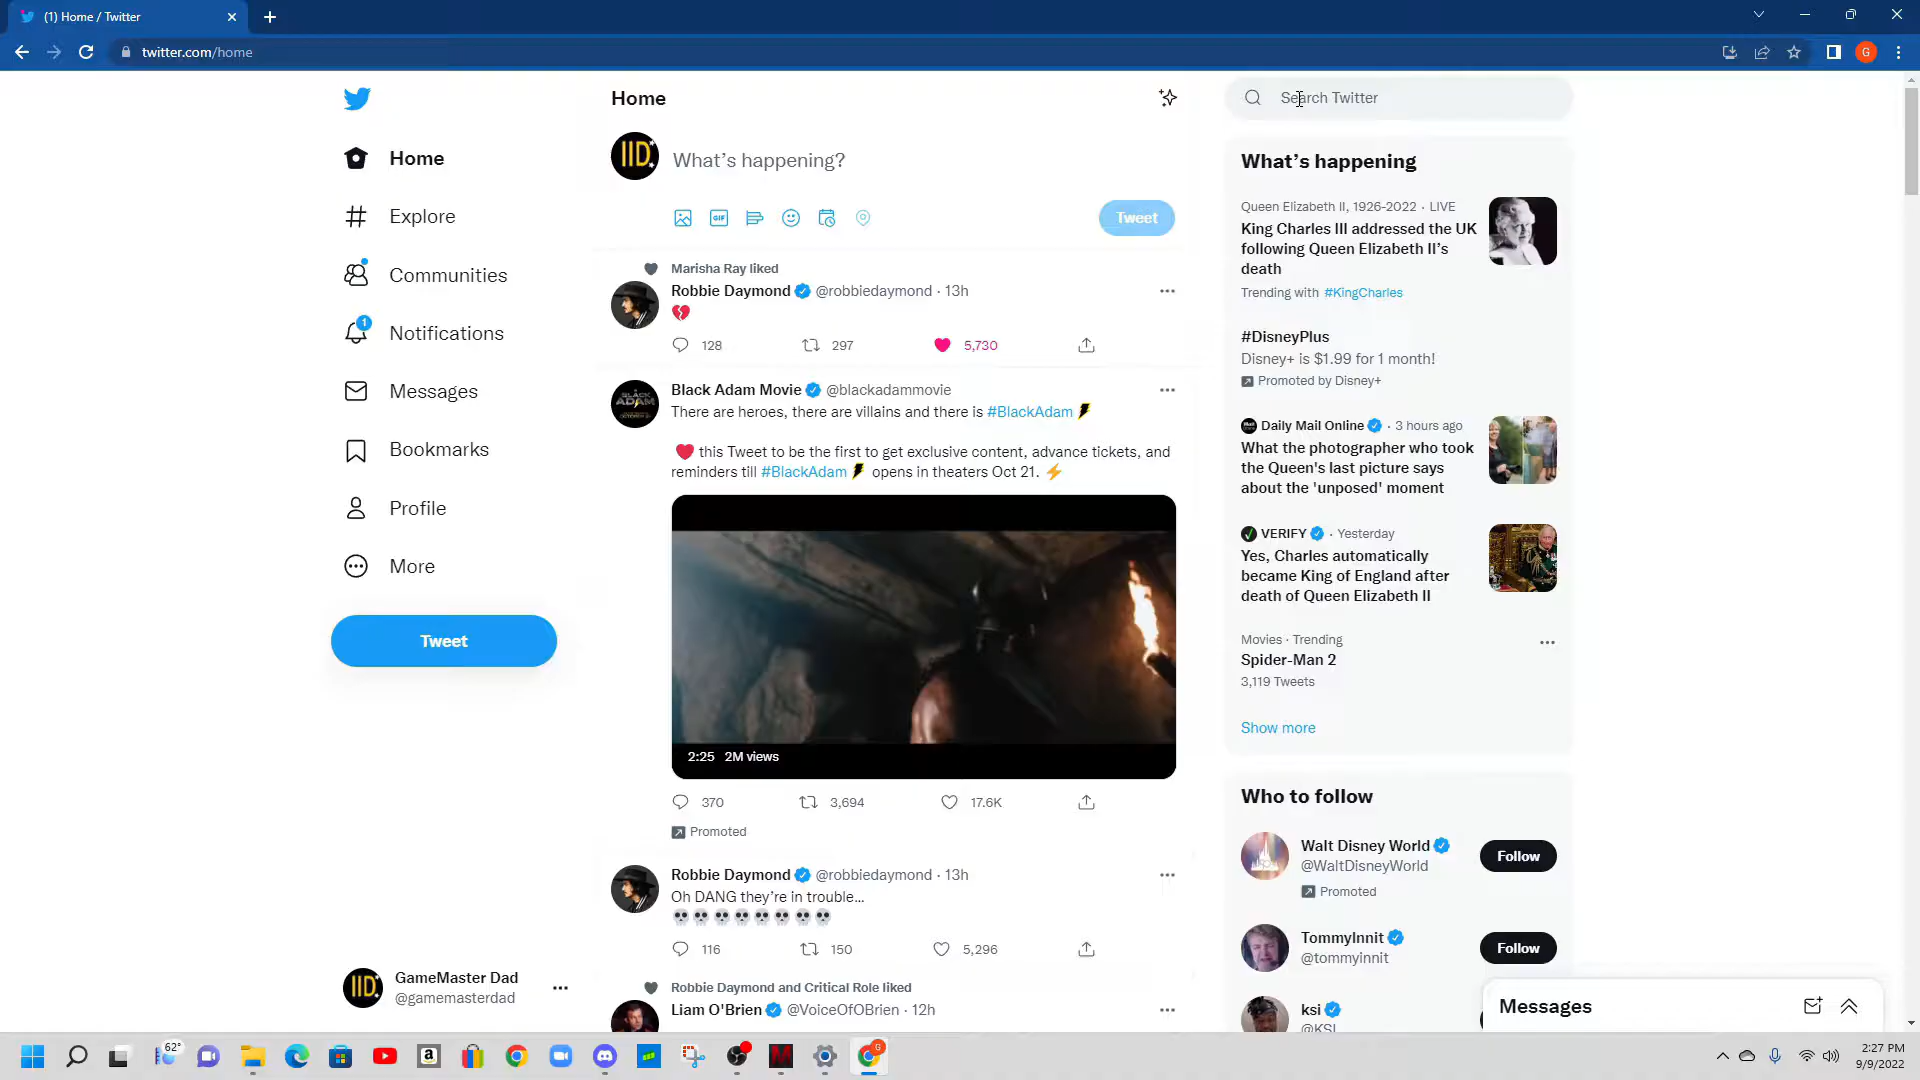 (1) Home / Twitter
twitter.com/home
G
Home
Explore
Communities
1
Notifications
Messages
Bookmarks
Profile
More
Tweet
GameMaster Dad
@gamemasterdad
Home
IID
What's happening?
GIF
Tweet
Marisha Ray liked
Robbie Daymond @robbiedaymond · 13h
💔
128 297 5,730
Black Adam Movie @blackadammovie
There are heroes, there are villains and there is #BlackAdam
❤️ this Tweet to be the first to get exclusive content, advance tickets, and
reminders till #BlackAdam opens in theaters Oct 21. ⚡
2:25 2M views
370 3,694 17.6K
Promoted
Robbie Daymond @robbiedaymond · 13h
Oh DANG they're in trouble...
💀💀💀💀💀💀💀💀
116 150 5,296
Robbie Daymond and Critical Role liked
Liam O'Brien @VoiceOfOBrien · 12h
Search Twitter
What's happening
Queen Elizabeth II, 1926-2022 · LIVE
King Charles III addressed the UK
following Queen Elizabeth II's
death
Trending with #KingCharles
#DisneyPlus
Disney+ is $1.99 for 1 month!
Promoted by Disney+
Daily Mail Online · 3 hours ago
What the photographer who took
the Queen's last picture says
about the 'unposed' moment
VERIFY · Yesterday
Yes, Charles automatically
became King of England after
death of Queen Elizabeth II
Movies · Trending
Spider-Man 2
3,119 Tweets
Show more
Who to follow
Walt Disney World
@WaltDisneyWorld
Promoted
Follow
TommyInnit
@tommyinnit
Follow
ksi
@KSI
Messages
62°
2:27 PM
9/9/2022